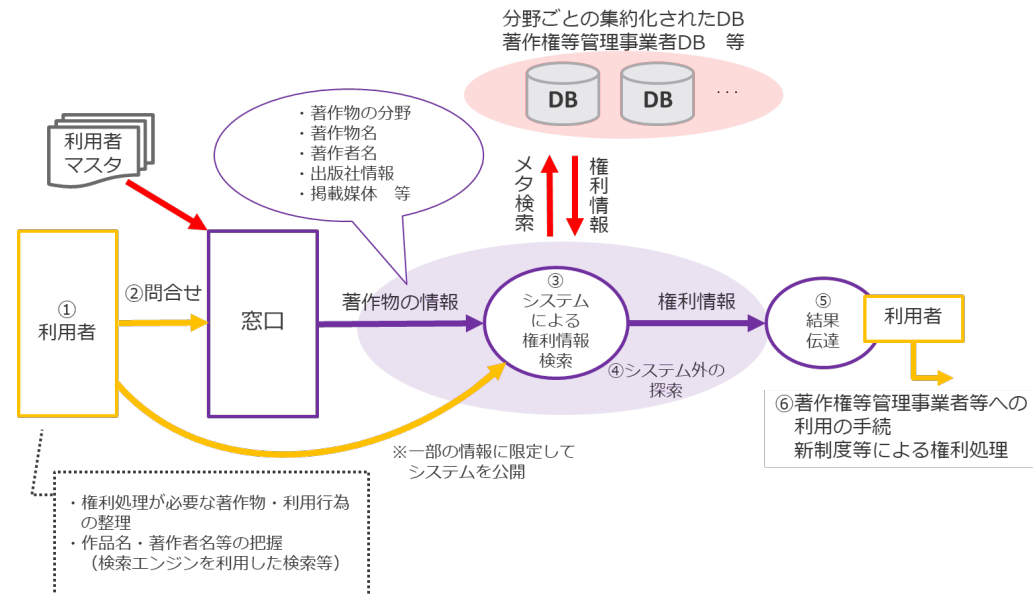 分野ごとの集約化されたDB
著作権等管理事業者DB 等
DB
DB
...
・著作物の分野
・著作物名
・著作者名
・出版社情報
・掲載媒体 等
利用者
マスタ
メタ検索
権利情報
①
利用者
②問合せ
窓口
著作物の情報
③
システム
による
権利情報
検索
権利情報
④システム外の
探索
⑤
結果
伝達
利用者
⑥著作権等管理事業者等への
利用の手続
新制度等による権利処理
※一部の情報に限定して
システムを公開
・権利処理が必要な著作物・利用行為
の整理
・作品名・著作者名等の把握
（検索エンジンを利用した検索等）